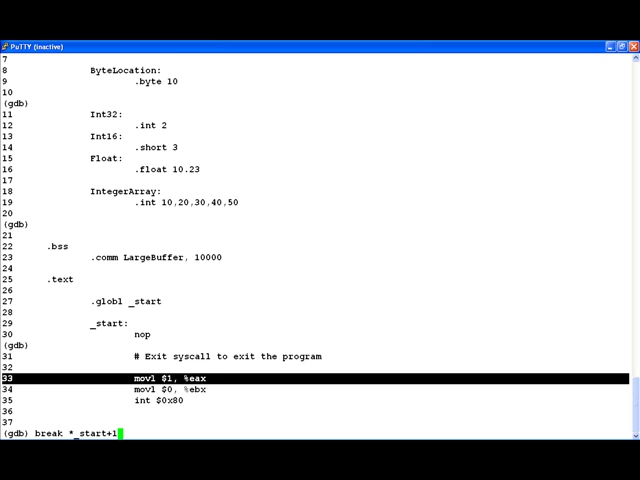 PuTTY (inactive)
7
8 ByteLocation:
9 .byte 10
10
(gdb)
11 Int32:
12 .int 2
13 Int16:
14 .short 3
15 Float:
16 .float 10.23
17
18 IntegerArray:
19 .int 10,20,30,40,50
20
(gdb)
21
22 .bss
23 .comm LargeBuffer, 10000
24
25 .text
26
27 .globl _start
28
29 _start:
30 nop
(gdb)
31 # Exit syscall to exit the program
32
33 movl $1, %eax
34 movl $0, %ebx
35 int $0x80
36
37
(gdb) break *_start+1